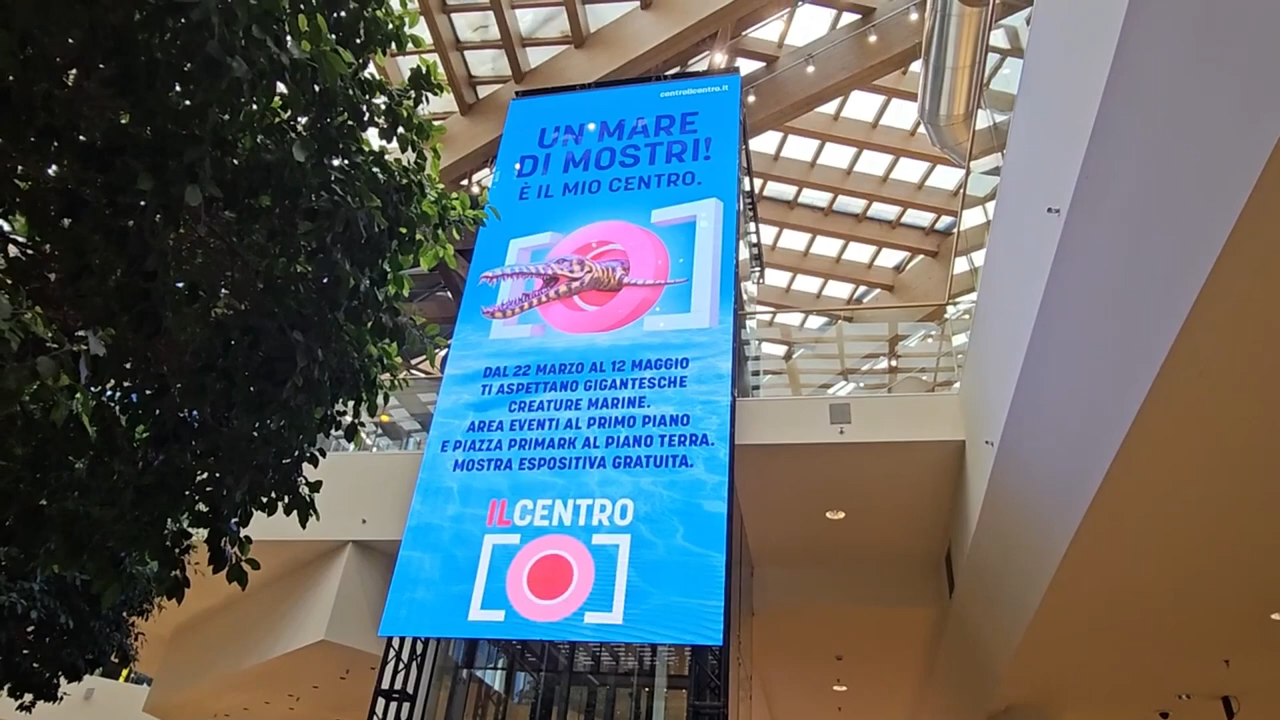 centroilcentro.it
UN MARE
DI MOSTRI!
È IL MIO CENTRO.
DAL 22 MARZO AL 12 MAGGIO
TI ASPETTANO GIGANTESCHE
CREATURE MARINE.
AREA EVENTI AL PRIMO PIANO
E PIAZZA PRIMARK AL PIANO TERRA.
MOSTRA ESPOSITIVA GRATUITA.
ILCENTRO